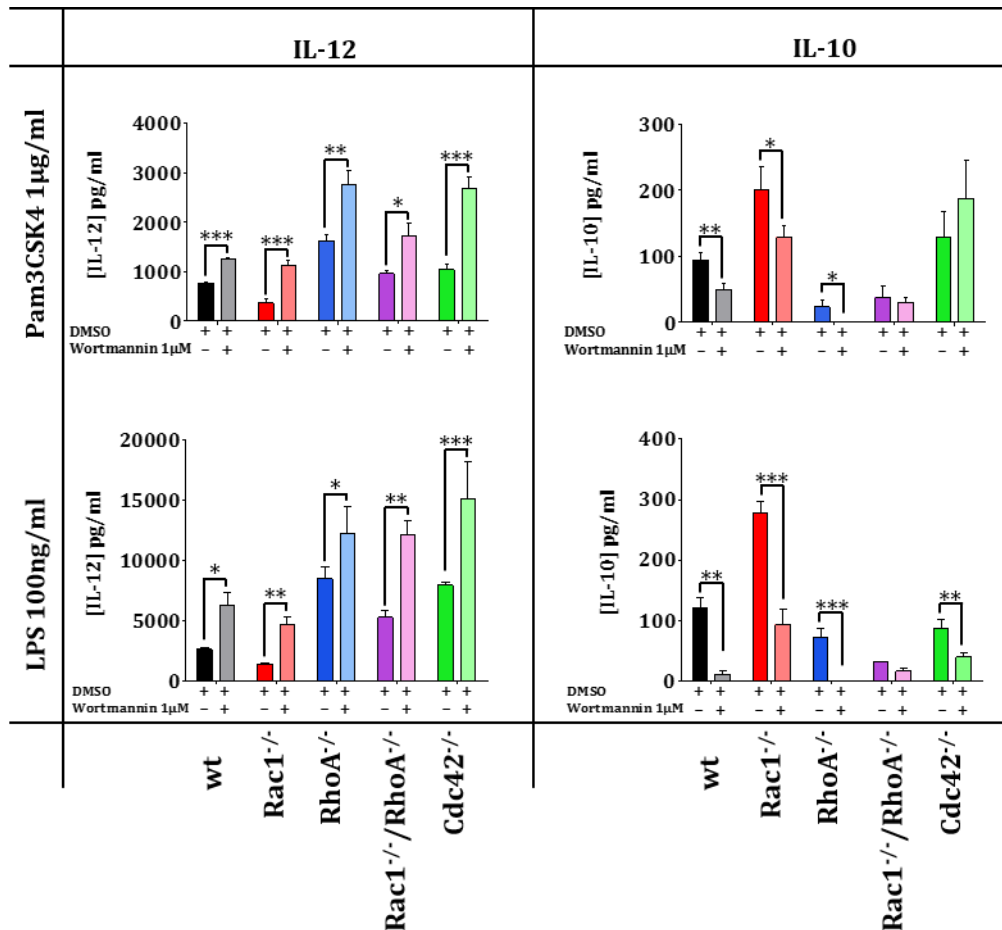 IL-12
IL-10
Pam3CSK4 1µg/ml
[IL-12] pg/ml
4000
3000
2000
1000
0
*** *** ** * ***
DMSO + + + + + + + + + +
Wortmannin 1µM − + − + − + − + − +
[IL-10] pg/ml
300
200
100
0
** * *
DMSO + + + + + + + + + +
Wortmannin 1µM − + − + − + − + − +
LPS 100ng/ml
[IL-12] pg/ml
20000
15000
10000
5000
0
* ** * ** ***
DMSO + + + + + + + + + +
Wortmannin 1µM − + − + − + − + − +
[IL-10] pg/ml
400
300
200
100
0
** *** *** **
DMSO + + + + + + + + + +
Wortmannin 1µM − + − + − + − + − +
wt
Rac1⁻/⁻
RhoA⁻/⁻
Rac1⁻/⁻/RhoA⁻/⁻
Cdc42⁻/⁻
wt
Rac1⁻/⁻
RhoA⁻/⁻
Rac1⁻/⁻/RhoA⁻/⁻
Cdc42⁻/⁻